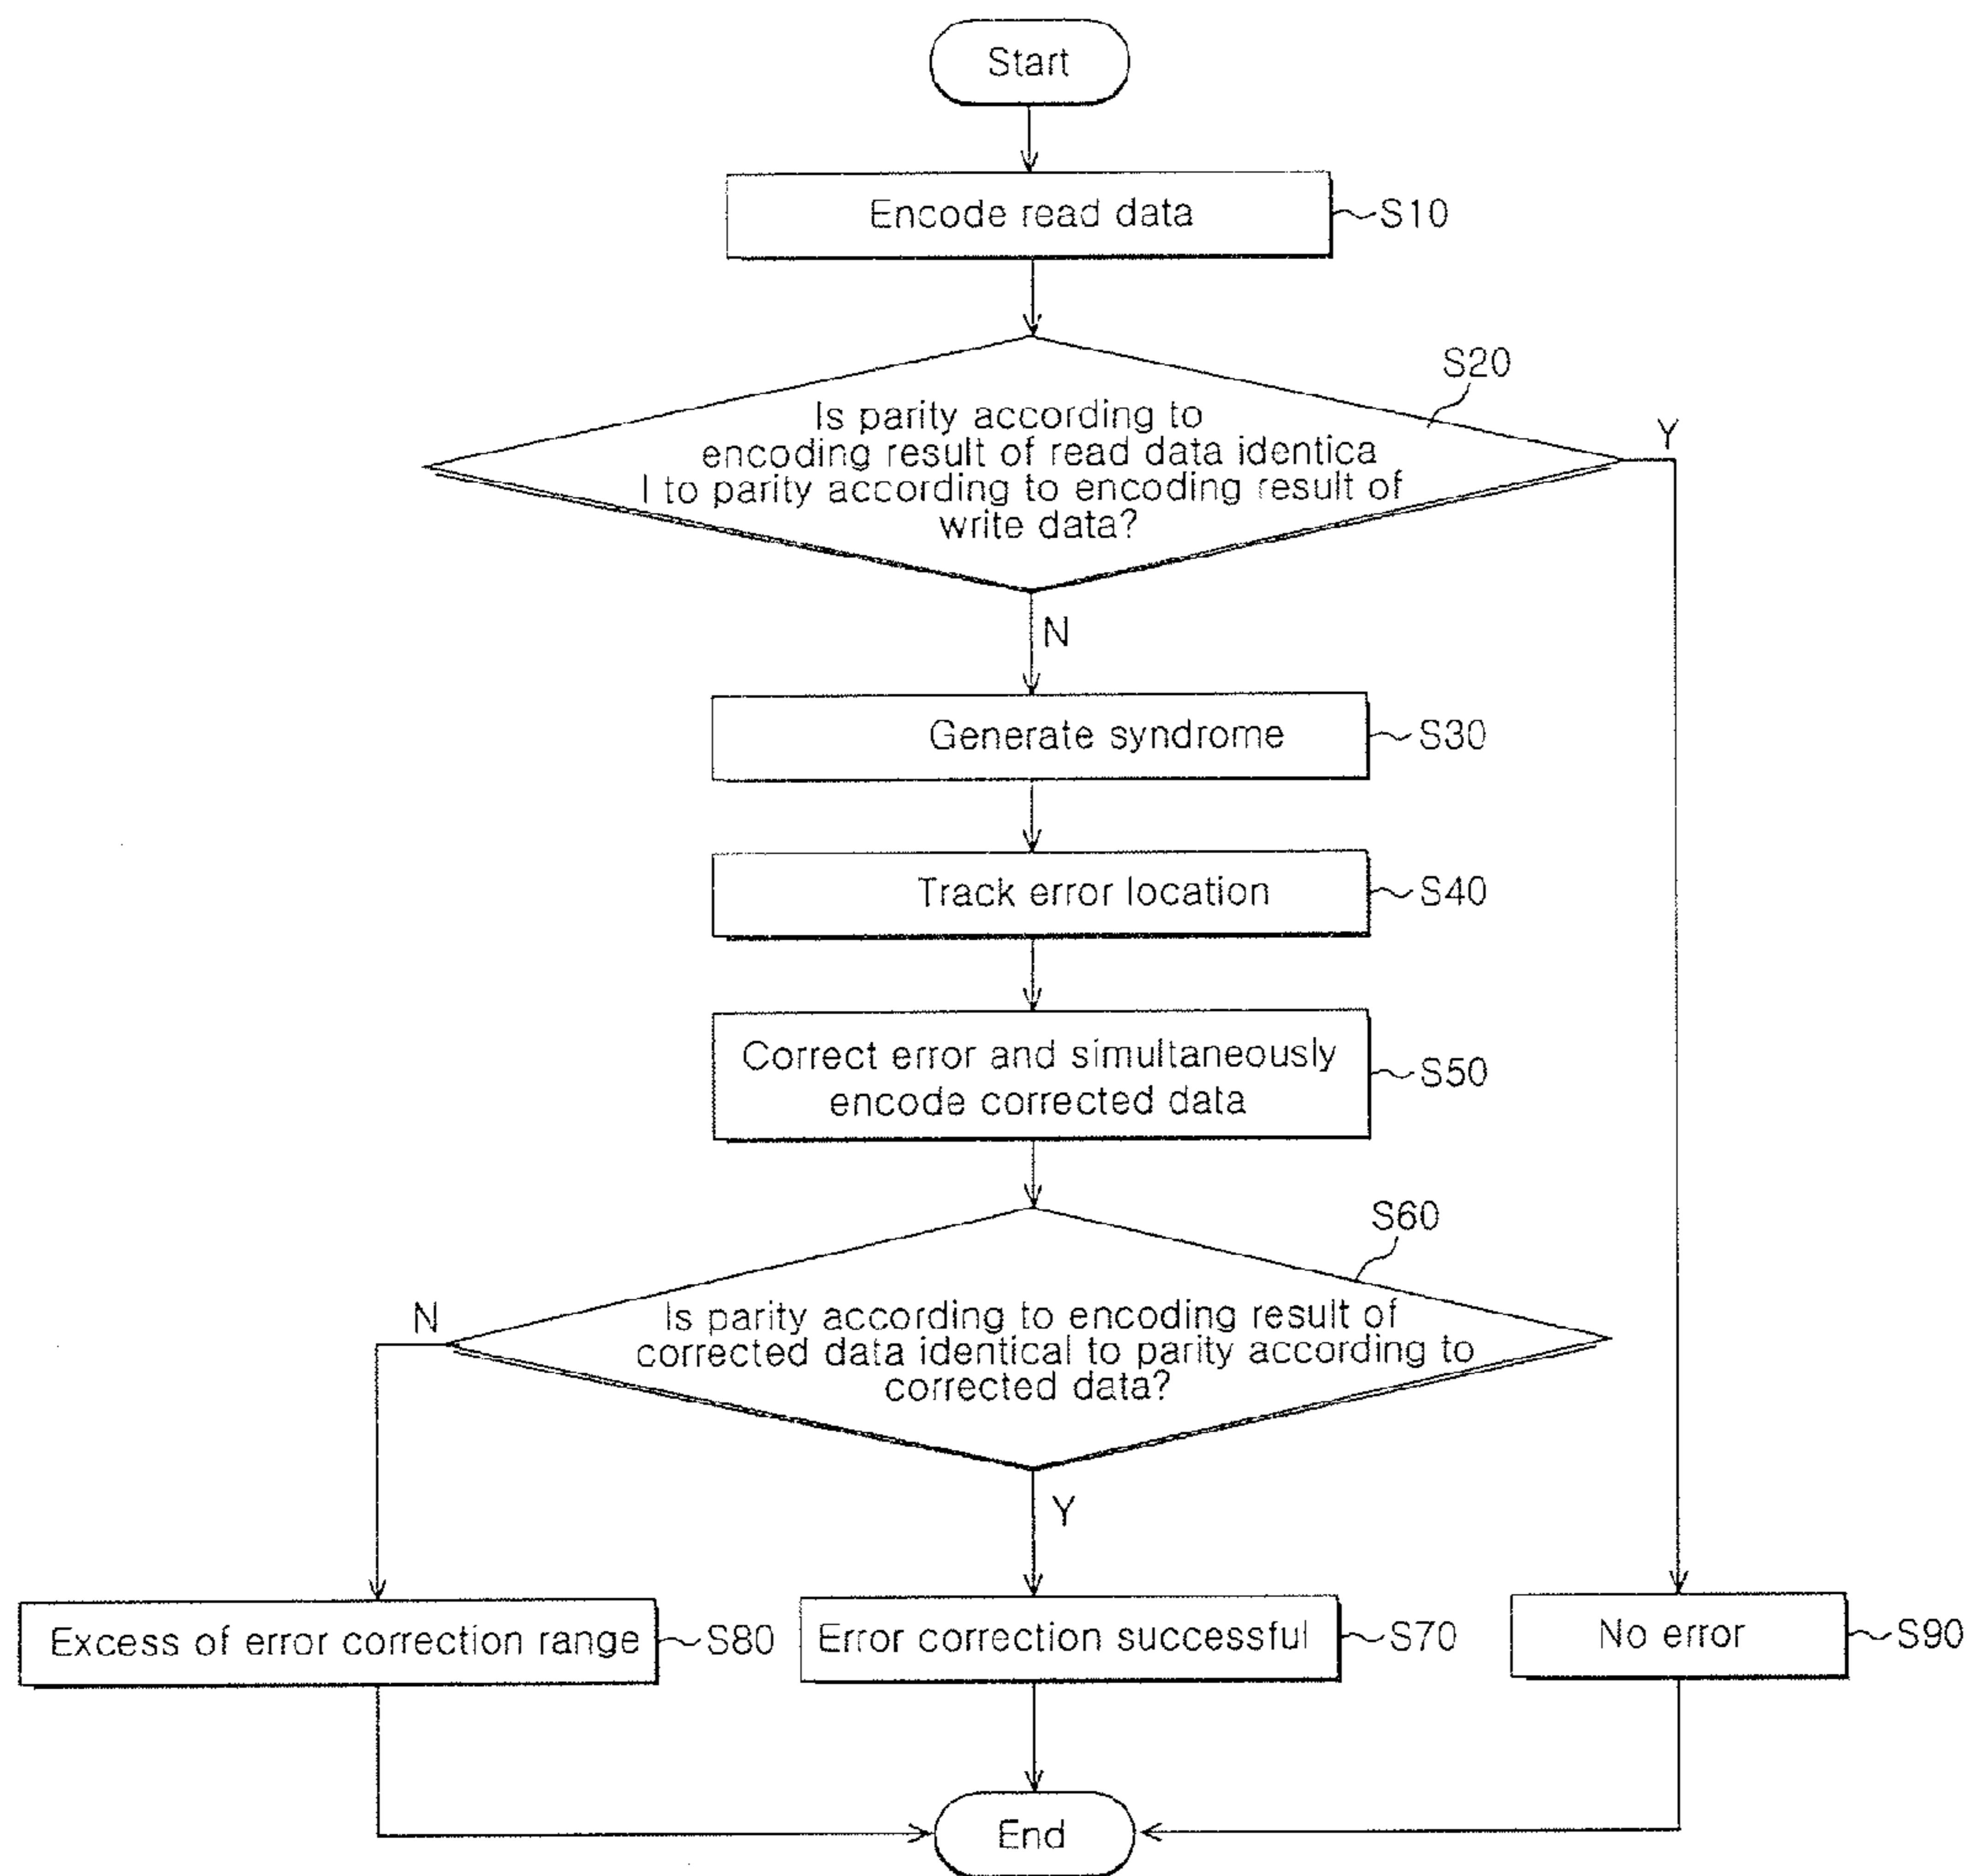 Start
Encode read data
S10
S20
Is parity according to
encoding result of read data identica
l to parity according to encoding result of
write data?
Y
N
Generate syndrome
S30
Track error location
S40
Correct error and simultaneously
encode corrected data
S50
S60
Is parity according to encoding result of
corrected data identical to parity according to
corrected data?
N
Y
Excess of error correction range
S80
Error correction successful
S70
No error
S90
End